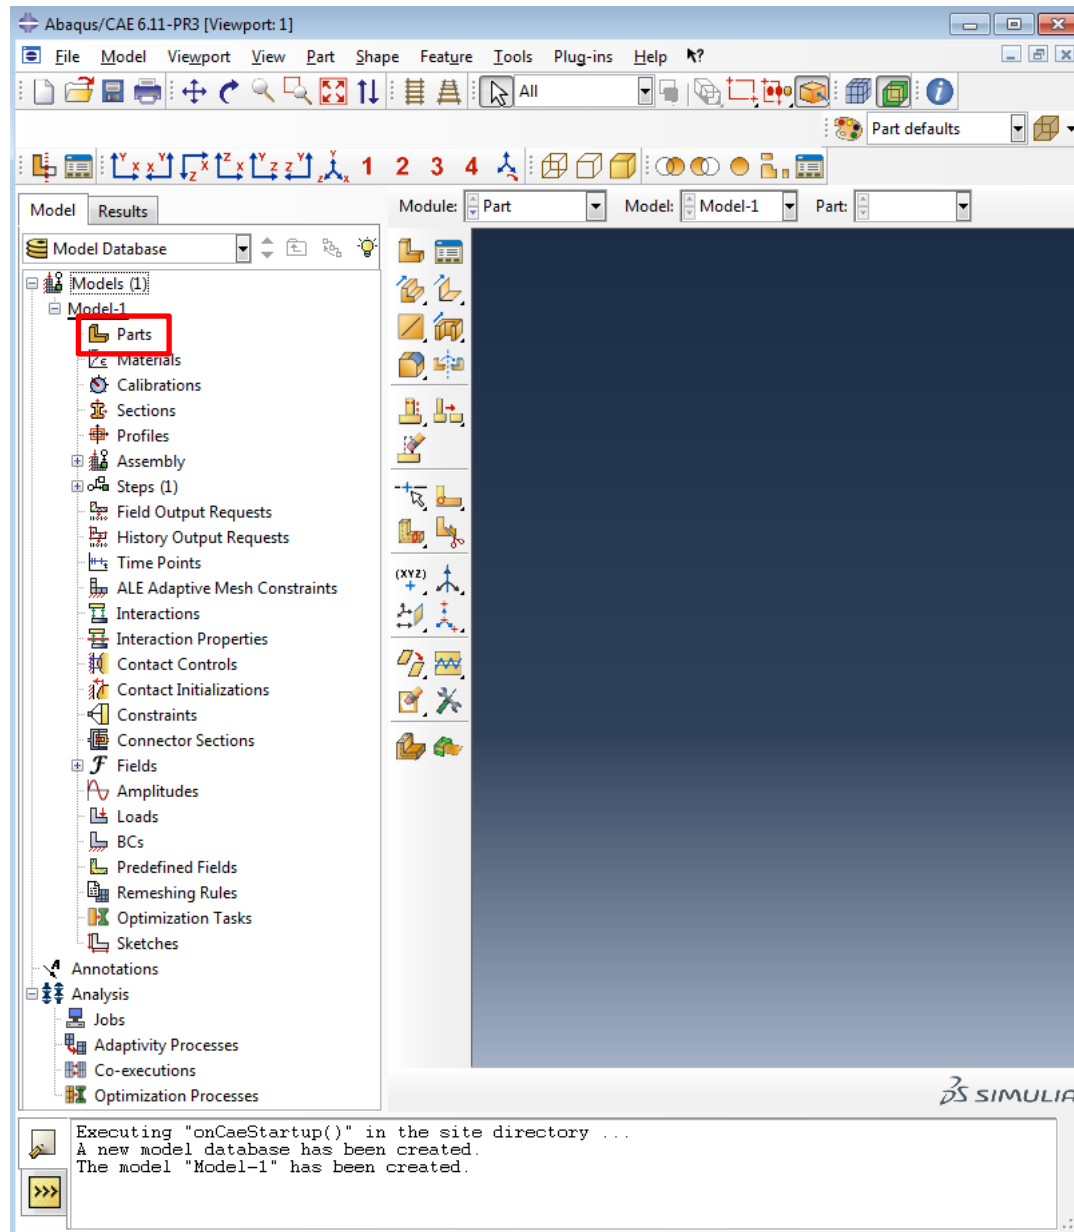 Abaqus/CAE 6.11-PR3 [Viewport: 1]
File Model Viewport View Part Shape Feature Tools Plug-ins Help ?
All
Part defaults
1 2 3 4
Model Results
Module: Part Model: Model-1 Part:
Model Database
Models (1)
Model-1
Parts
Materials
Calibrations
Sections
Profiles
Assembly
Steps (1)
Field Output Requests
History Output Requests
Time Points
ALE Adaptive Mesh Constraints
Interactions
Interaction Properties
Contact Controls
Contact Initializations
Constraints
Connector Sections
Fields
Amplitudes
Loads
BCs
Predefined Fields
Remeshing Rules
Optimization Tasks
Sketches
Annotations
Analysis
Jobs
Adaptivity Processes
Co-executions
Optimization Processes
(XYZ)
SIMULIA
Executing "onCaeStartup()" in the site directory ...
A new model database has been created.
The model "Model-1" has been created.
>>>